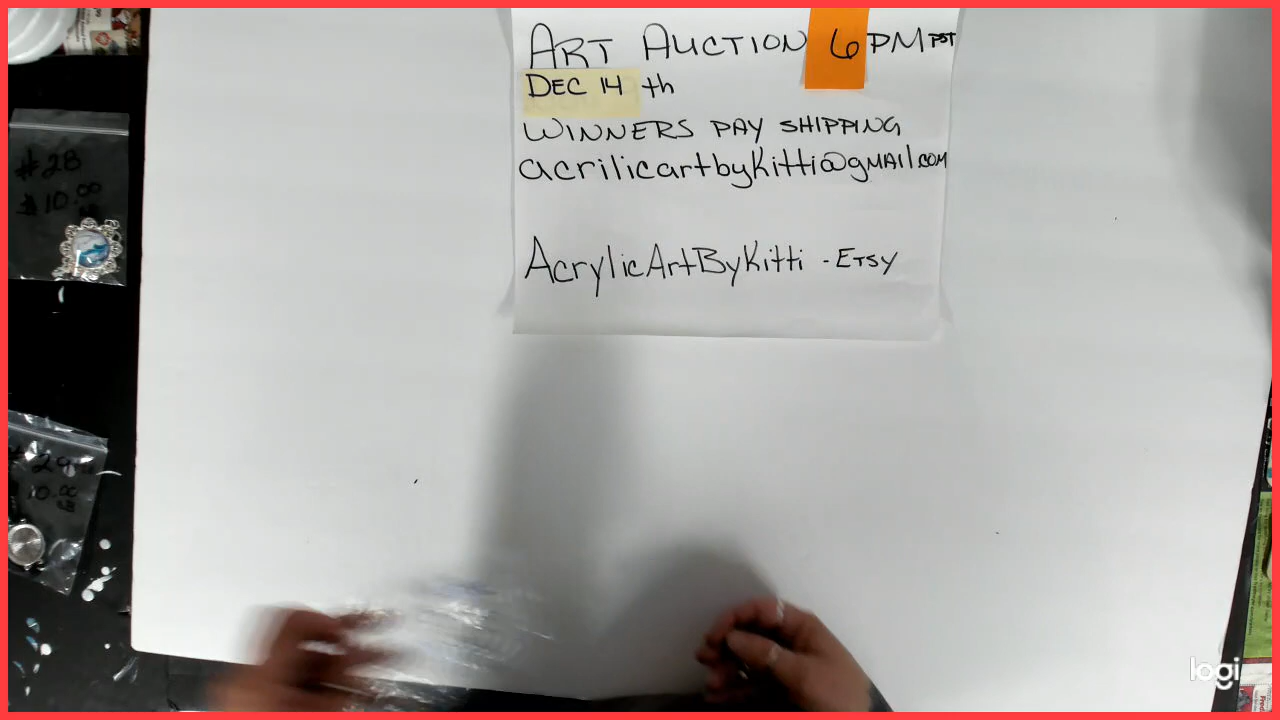 ART AUCTION 6PM PST
DEC 14 th
WINNERS PAY SHIPPING
acrilicartbykitti@gmail.com
AcrylicArtByKitti - ETSY
#28
$10.00
#29
$10.00
logi